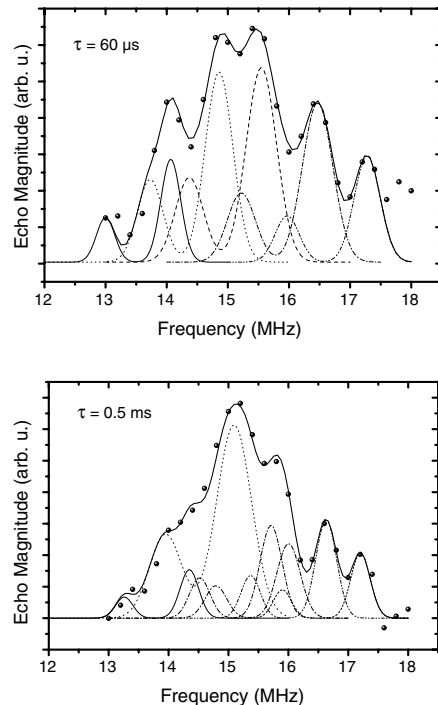 τ = 60 μs
Echo Magnitude (arb. u.)
12 13 14 15 16 17 18
Frequency (MHz)
τ = 0.5 ms
Echo Magnitude (arb. u.)
12 13 14 15 16 17 18
Frequency (MHz)